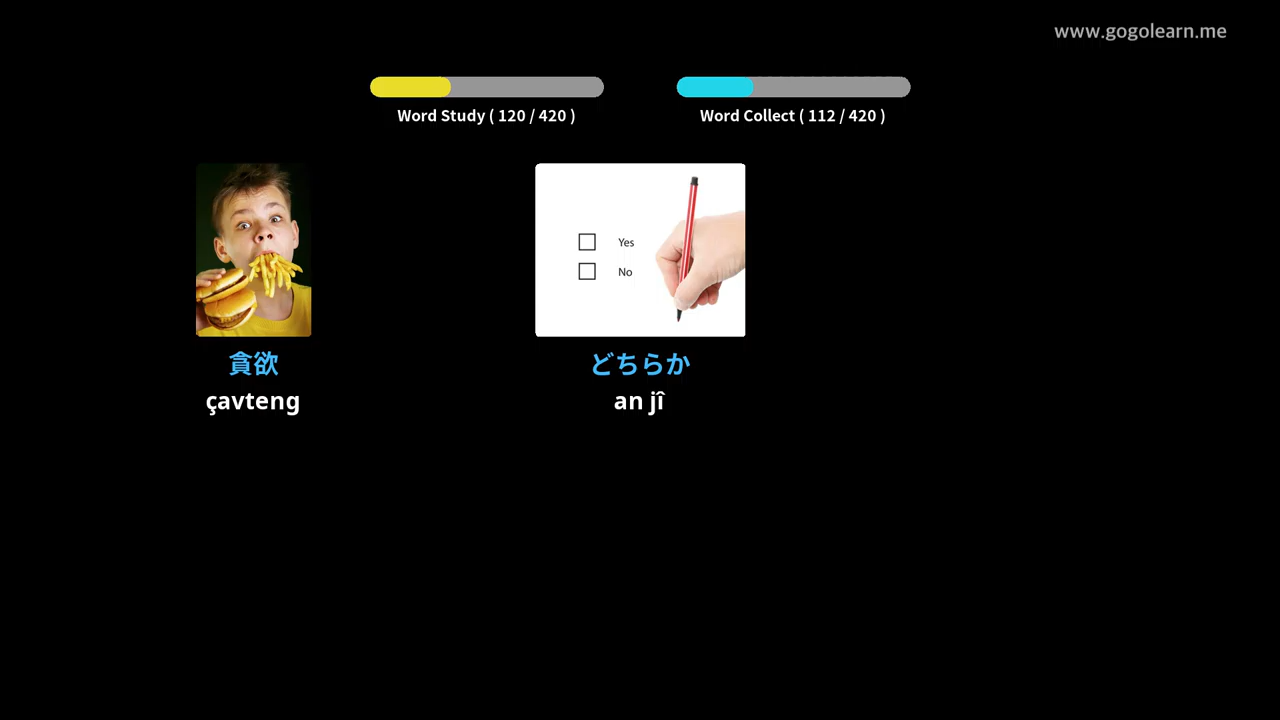 www.gogolearn.me
Word Study ( 120 / 420 )
Word Collect ( 112 / 420 )
Yes
No
貪欲
どちらか
çavteng
an jî